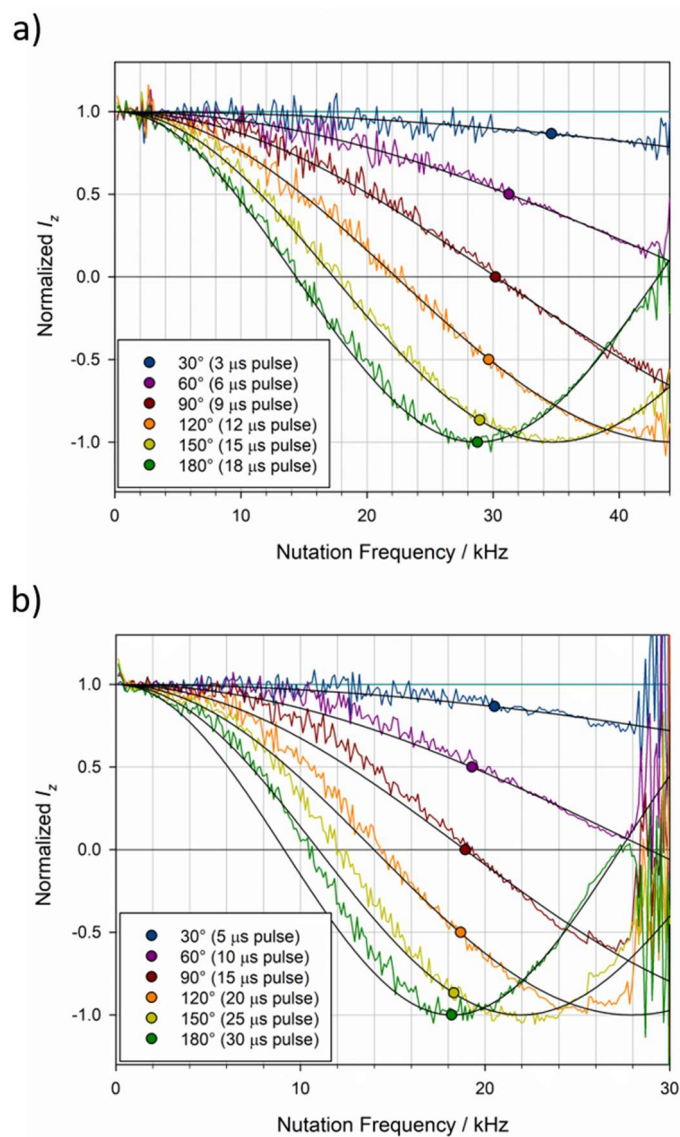 a)
Normalized Iz
1.0
0.5
0.0
-0.5
-1.0
30° (3 μs pulse)
60° (6 μs pulse)
90° (9 μs pulse)
120° (12 μs pulse)
150° (15 μs pulse)
180° (18 μs pulse)
0 10 20 30 40
Nutation Frequency / kHz
b)
Normalized Iz
1.0
0.5
0.0
-0.5
-1.0
30° (5 μs pulse)
60° (10 μs pulse)
90° (15 μs pulse)
120° (20 μs pulse)
150° (25 μs pulse)
180° (30 μs pulse)
0 10 20 30
Nutation Frequency / kHz